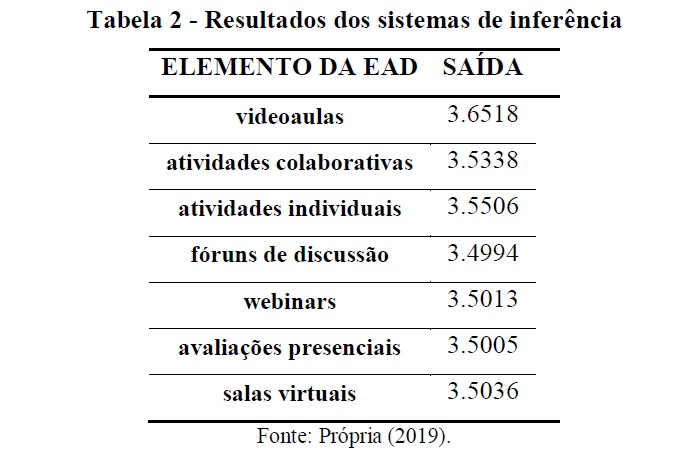 Tabela 2 - Resultados dos sistemas de inferência
ELEMENTO DA EAD SAÍDA
videoaulas 3.6518
atividades colaborativas 3.5338
atividades individuais 3.5506
fóruns de discussão 3.4994
webinars 3.5013
avaliações presenciais 3.5005
salas virtuais 3.5036
Fonte: Própria (2019).